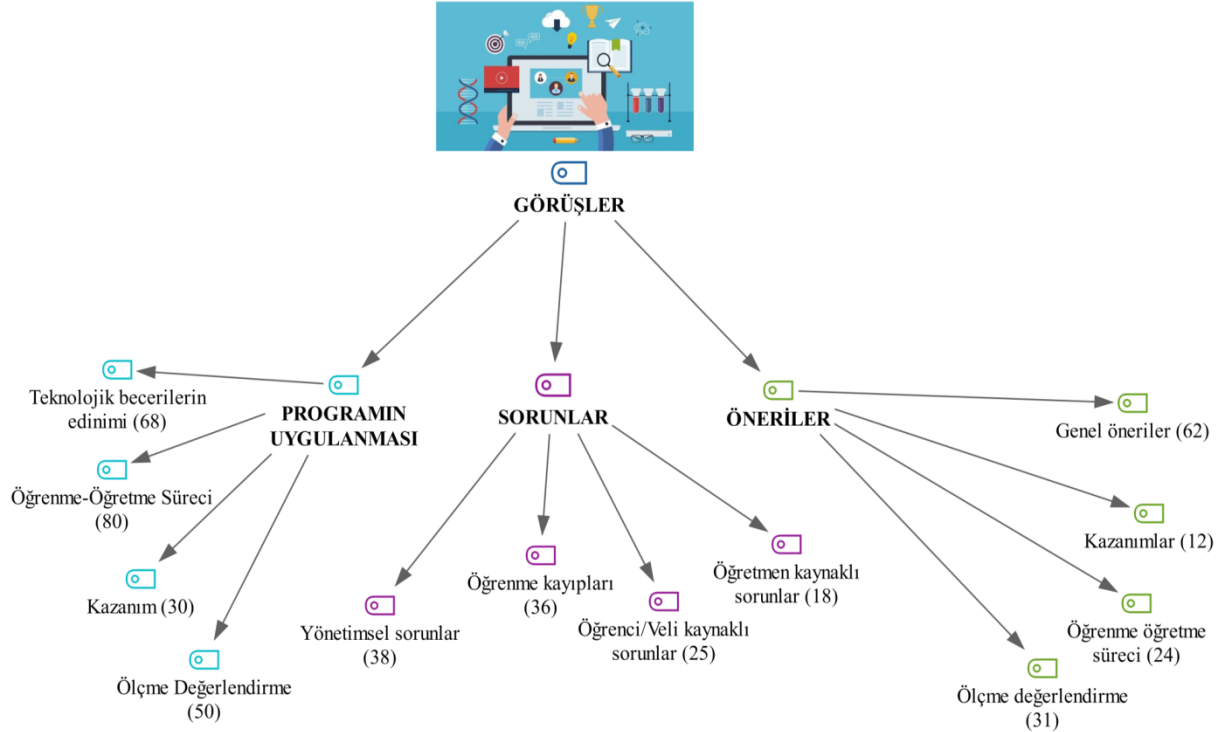 GÖRÜŞLER
PROGRAMIN
UYGULANMASI
SORUNLAR
ÖNERİLER
Teknolojik becerilerin
edinimi (68)
Öğrenme-Öğretme Süreci
(80)
Kazanım (30)
Ölçme Değerlendirme
(50)
Yönetimsel sorunlar
(38)
Öğrenme kayıpları
(36)
Öğrenci/Veli kaynaklı
sorunlar (25)
Öğretmen kaynaklı
sorunlar (18)
Genel öneriler (62)
Kazanımlar (12)
Öğrenme öğretme
süreci (24)
Ölçme değerlendirme
(31)